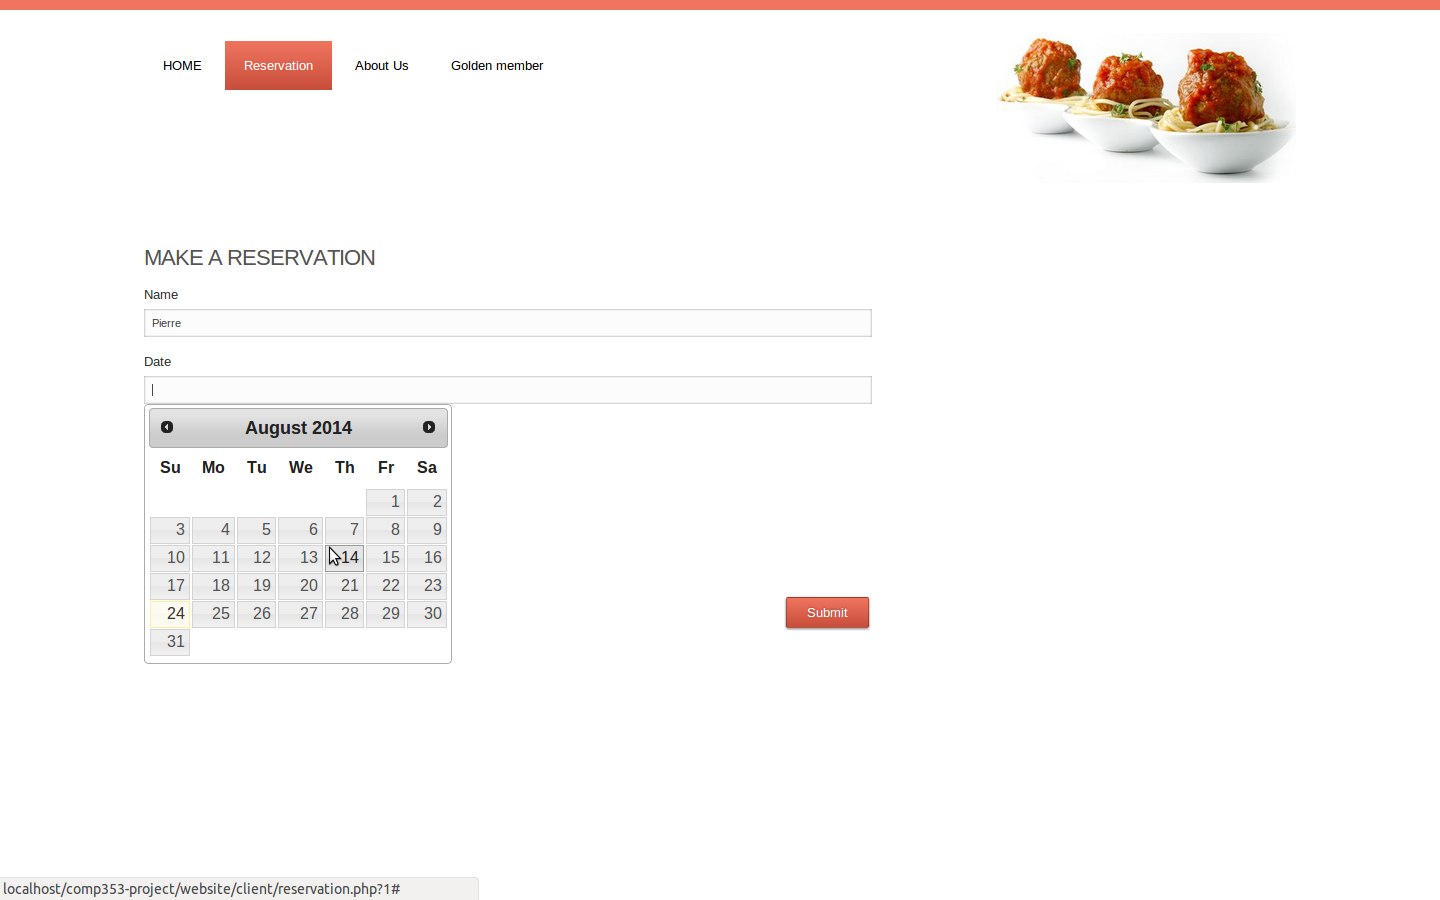 HOME Reservation About Us Golden member
MAKE A RESERVATION
Name
Pierre
Date
August 2014
Su Mo Tu We Th Fr Sa
1 2
3 4 5 6 7 8 9
10 11 12 13 14 15 16
17 18 19 20 21 22 23
24 25 26 27 28 29 30
31
Submit
localhost/comp353-project/website/client/reservation.php?1#